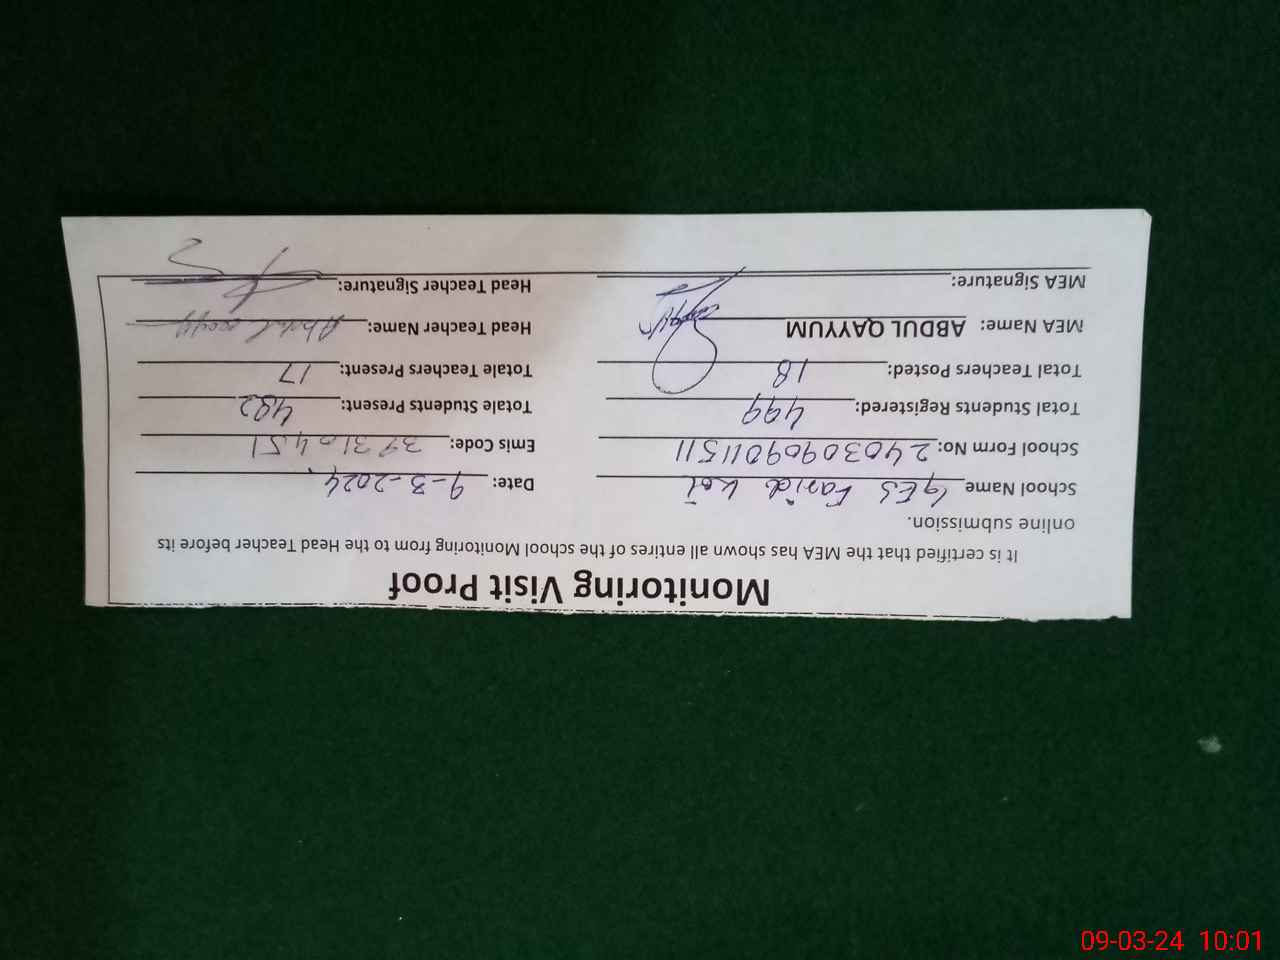 Monitoring Visit Proof
It is certified that the MEA has shown all entires of the school Monitoring from to the Head Teacher before its
online submission.
School Name GES Farid Kot Date: 9-3-2024
School Form No: 24030909011511 Emis Code: 39310451
Total Students Registered: 499 Totale Students Present: 482
Total Teachers Posted: 18 Totale Teachers Present: 17
MEA Name: ABDUL QAYYUM Head Teacher Name: Abdul
MEA Signature: Head Teacher Signature:
09-03-24 10:01